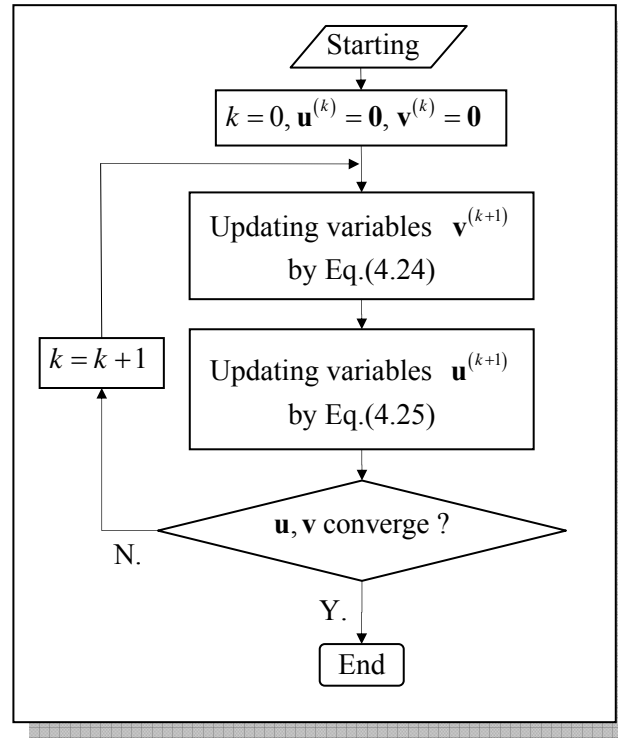 Starting
k = 0, u^(k) = 0, v^(k) = 0
Updating variables v^(k+1)
by Eq.(4.24)
k = k + 1
Updating variables u^(k+1)
by Eq.(4.25)
u, v converge ?
N.
Y.
End